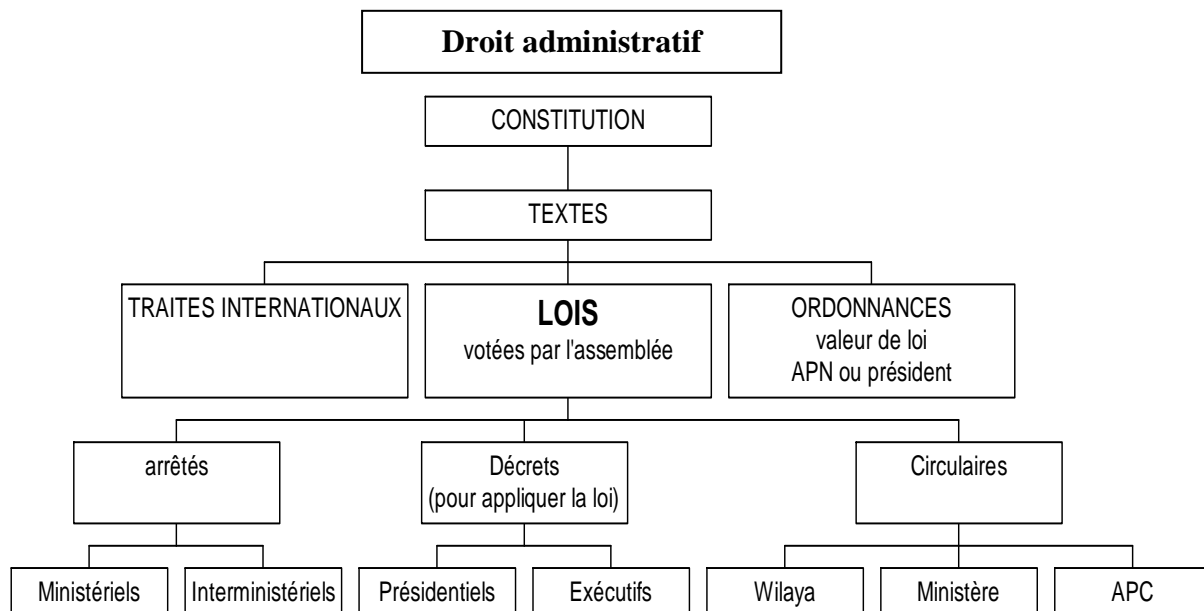 Droit administratif
CONSTITUTION
TEXTES
TRAITES INTERNATIONAUX
LOIS
votées par l'assemblée
ORDONNANCES
valeur de loi
APN ou président
arrêtés
Décrets
(pour appliquer la loi)
Circulaires
Ministériels
Interministériels
Présidentiels
Exécutifs
Wilaya
Ministère
APC